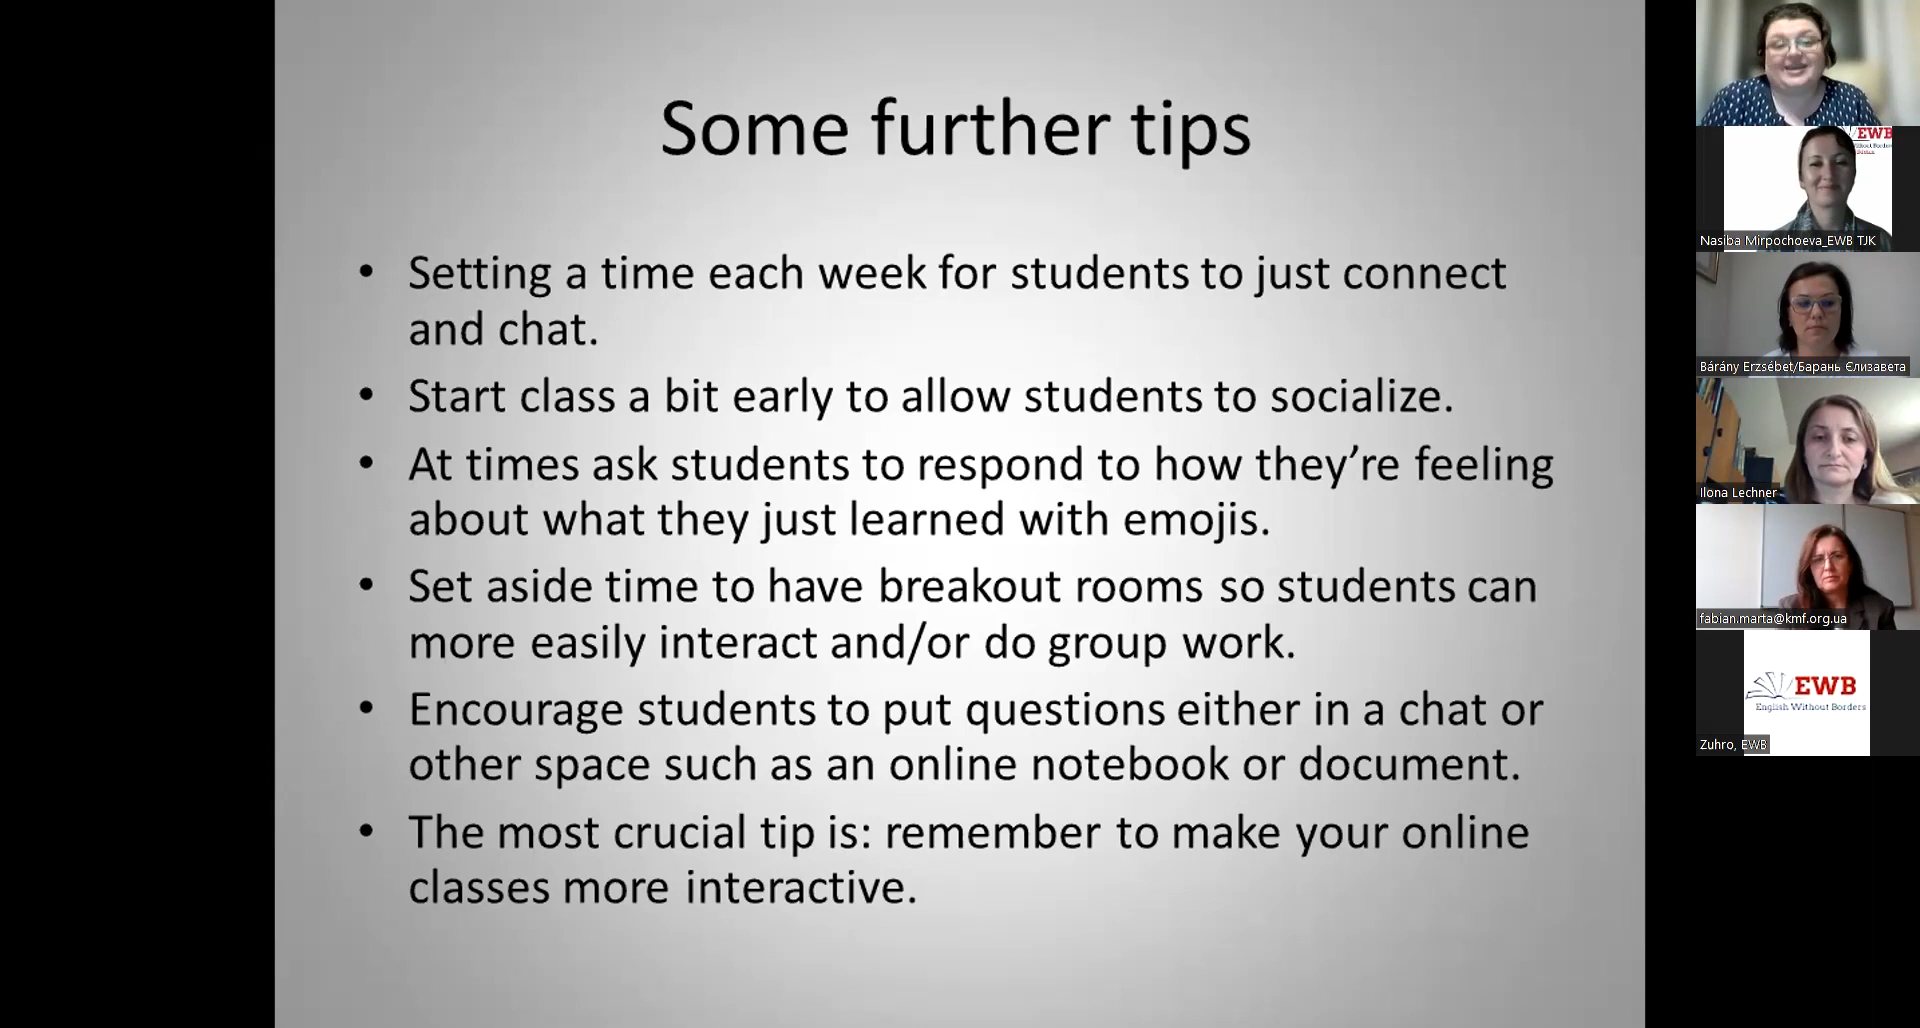 Some further tips
• Setting a time each week for students to just connect
and chat.
• Start class a bit early to allow students to socialize.
• At times ask students to respond to how they’re feeling
about what they just learned with emojis.
• Set aside time to have breakout rooms so students can
more easily interact and/or do group work.
• Encourage students to put questions either in a chat or
other space such as an online notebook or document.
• The most crucial tip is: remember to make your online
classes more interactive.
EWB
Nasiba Mirpochoeva_EWB TJK
Bárány Erzsébet/Барань Єлизавета
Ilona Lechner
fabian.marta@kmf.org.ua
EWB
English Without Borders
Zuhro, EWB